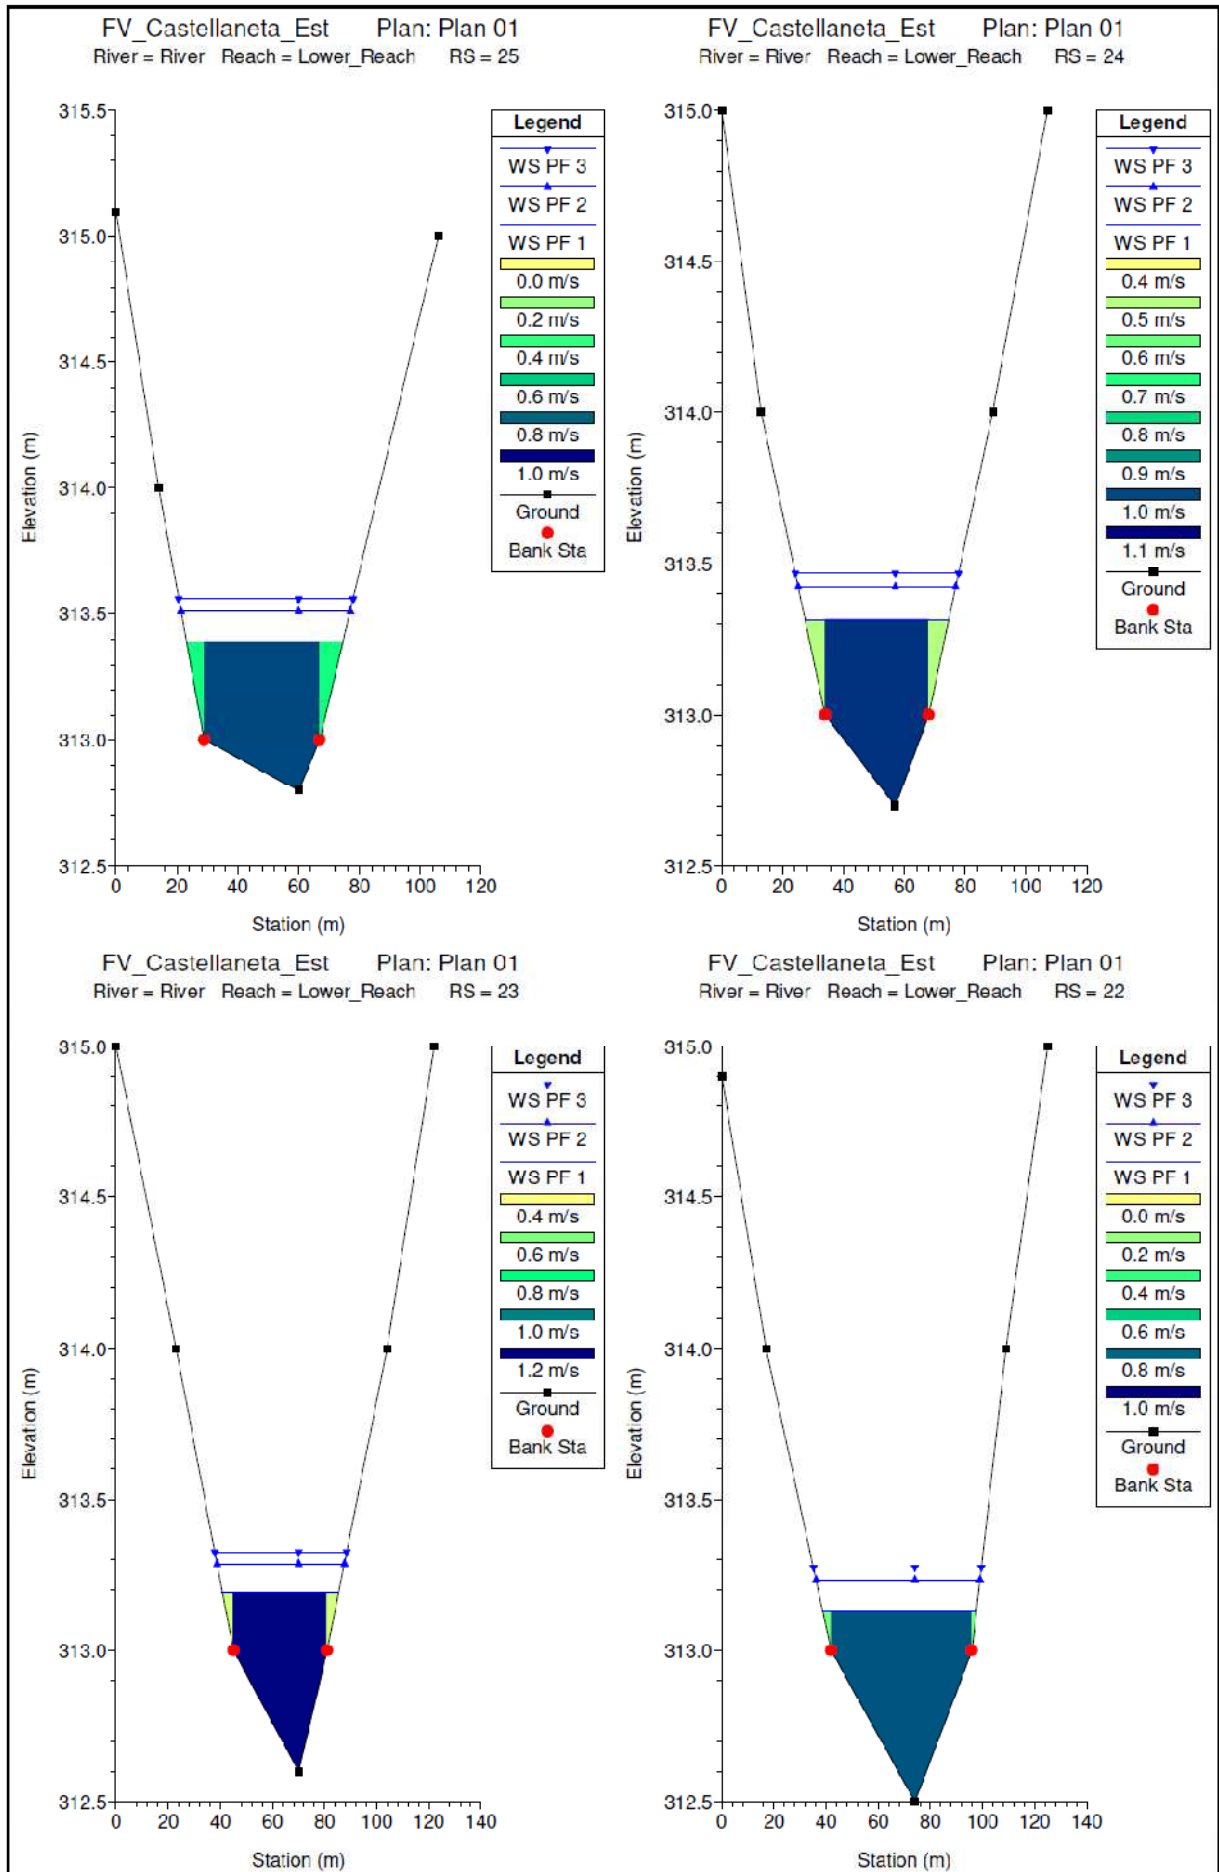 FV_Castellaneta_Est Plan: Plan 01
River = River Reach = Lower_Reach RS = 25
315.5
315.0
314.5
314.0
313.5
313.0
312.5
Elevation (m)
0 20 40 60 80 100 120
Station (m)
Legend
WS PF 3
WS PF 2
WS PF 1
0.0 m/s
0.2 m/s
0.4 m/s
0.6 m/s
0.8 m/s
1.0 m/s
Ground
Bank Sta
FV_Castellaneta_Est Plan: Plan 01
River = River Reach = Lower_Reach RS = 24
315.0
314.5
314.0
313.5
313.0
312.5
Elevation (m)
0 20 40 60 80 100 120
Station (m)
Legend
WS PF 3
WS PF 2
WS PF 1
0.4 m/s
0.5 m/s
0.6 m/s
0.7 m/s
0.8 m/s
0.9 m/s
1.0 m/s
1.1 m/s
Ground
Bank Sta
FV_Castellaneta_Est Plan: Plan 01
River = River Reach = Lower_Reach RS = 23
315.0
314.5
314.0
313.5
313.0
312.5
Elevation (m)
0 20 40 60 80 100 120 140
Station (m)
Legend
WS PF 3
WS PF 2
WS PF 1
0.4 m/s
0.6 m/s
0.8 m/s
1.0 m/s
1.2 m/s
Ground
Bank Sta
FV_Castellaneta_Est Plan: Plan 01
River = River Reach = Lower_Reach RS = 22
315.0
314.5
314.0
313.5
313.0
312.5
Elevation (m)
0 20 40 60 80 100 120 140
Station (m)
Legend
WS PF 3
WS PF 2
WS PF 1
0.0 m/s
0.2 m/s
0.4 m/s
0.6 m/s
0.8 m/s
1.0 m/s
Ground
Bank Sta